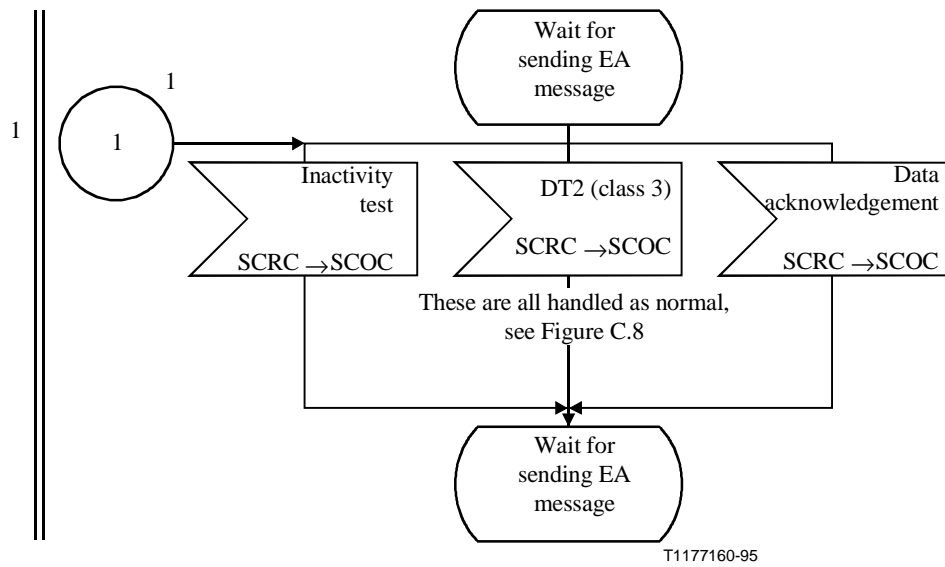 Wait for
sending EA
message
1
1
1
Inactivity
test
SCRC → SCOC
DT2 (class 3)
SCRC → SCOC
Data
acknowledgement
SCRC → SCOC
These are all handled as normal,
see Figure C.8
Wait for
sending EA
message
T1177160-95